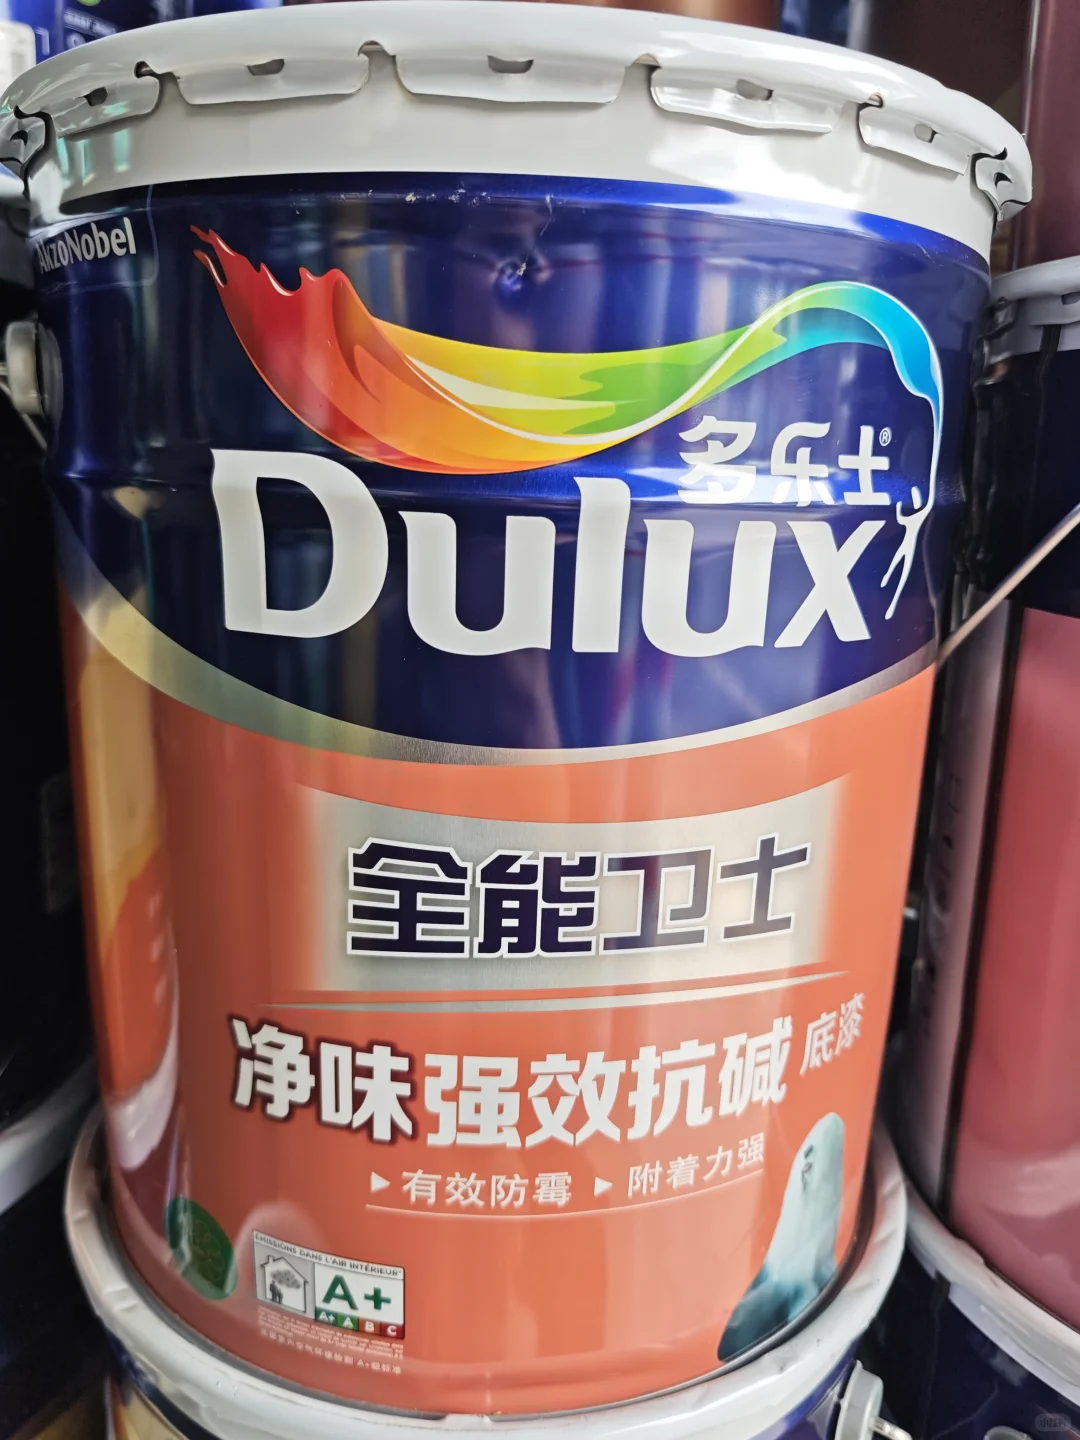 AkzoNobel
多乐士®
Dulux
全能卫士
净味强效抗碱 底漆
▶有效防霉 ▶附着力强
ÉMISSIONS DANS L'AIR INTÉRIEUR*
A+
A+ A B C